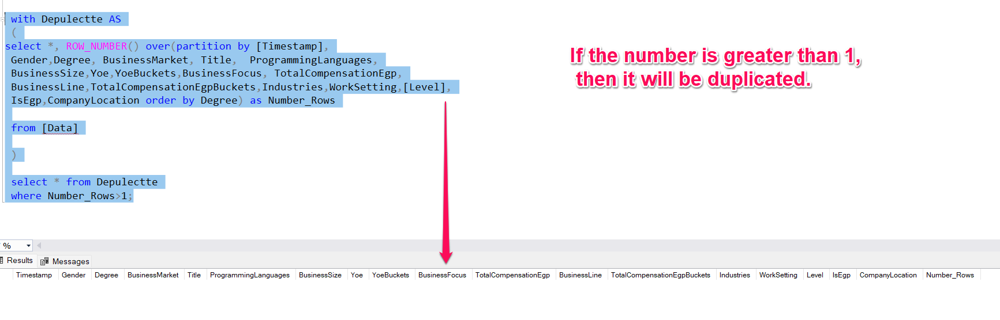 with Depulectte AS
(
select *, ROW_NUMBER() over(partition by [Timestamp],
Gender,Degree, BusinessMarket, Title,  ProgrammingLanguages,
BusinessSize,Yoe,YoeBuckets,BusinessFocus, TotalCompensationEgp,
BusinessLine,TotalCompensationEgpBuckets,Industries,WorkSetting,[Level],
IsEgp,CompanyLocation order by Degree) as Number_Rows
from [Data]
)
select * from Depulectte
where Number_Rows>1;
If the number is greater than 1,
then it will be duplicated.
%
Results Messages
Timestamp Gender Degree BusinessMarket Title ProgrammingLanguages BusinessSize Yoe YoeBuckets BusinessFocus TotalCompensationEgp BusinessLine TotalCompensationEgpBuckets Industries WorkSetting Level IsEgp CompanyLocation Number_Rows